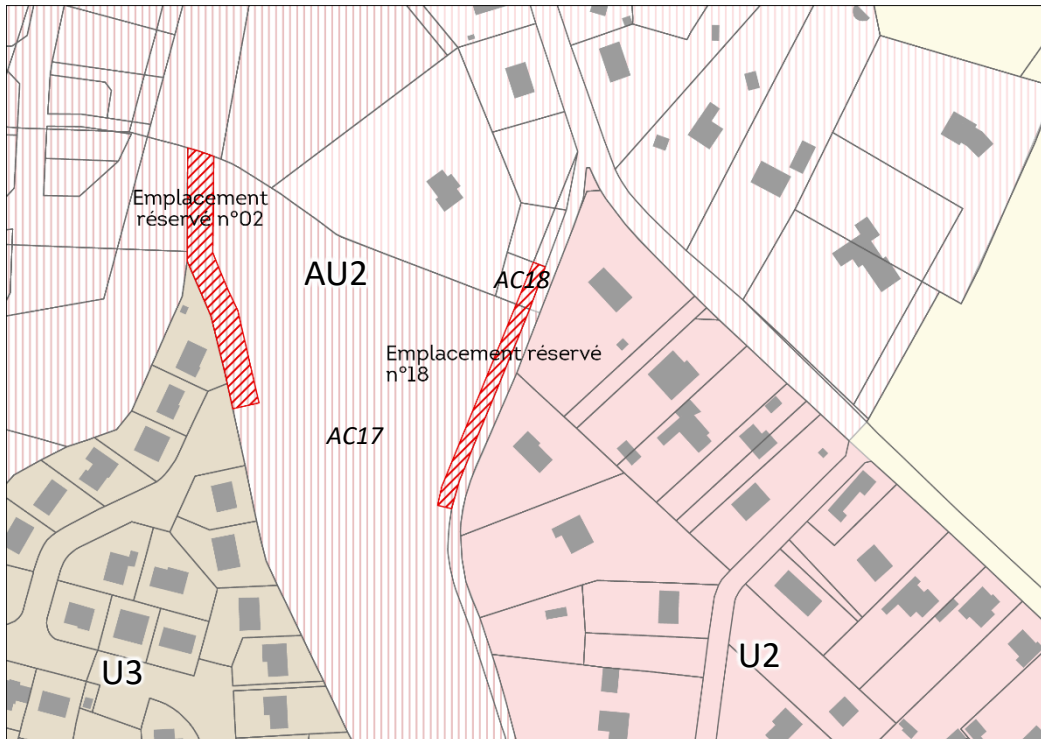 Emplacement
réservé n°02
AU2
AC18
Emplacement réservé
n°18
AC17
U3
U2